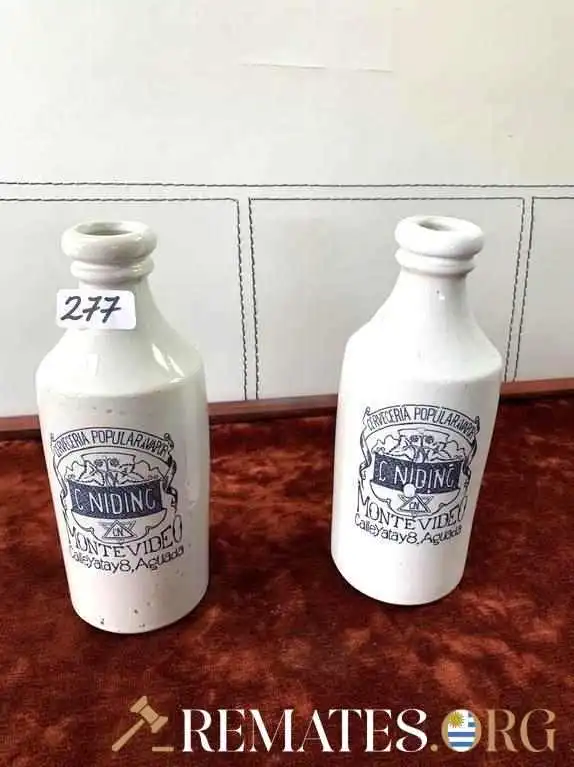 277
CERVECERIA POPULAR A VAPOR
C. NIDING
CN
MONTEVIDEO
Calle Yatay 8, Aguada
CERVECERIA POPULAR A VAPOR
C. NIDING
CN
MONTEVIDEO
Calle Yatay 8, Aguada
REMATES.ORG